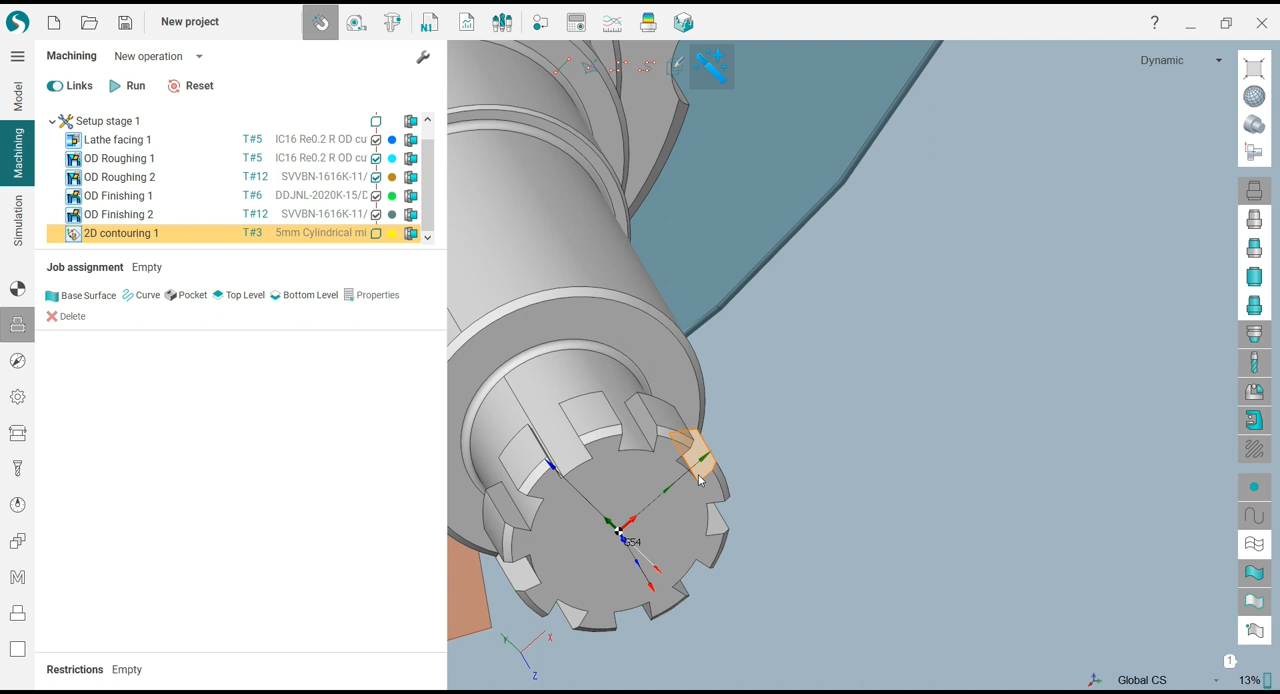 New project
?
Machining New operation
Dynamic
Links Run Reset
Model
Machining
Simulation
Setup stage 1
Lathe facing 1 T#5 IC16 Re0.2 R OD cu
OD Roughing 1 T#5 IC16 Re0.2 R OD cu
OD Roughing 2 T#12 SVVBN-1616K-11/
OD Finishing 1 T#6 DDJNL-2020K-15/D
OD Finishing 2 T#12 SVVBN-1616K-11/
2D contouring 1 T#3 5mm Cylindrical mi
Job assignment Empty
Base Surface Curve Pocket Top Level Bottom Level Properties
Delete
G54
Y X
Z
Restrictions Empty
1
Global CS 13%